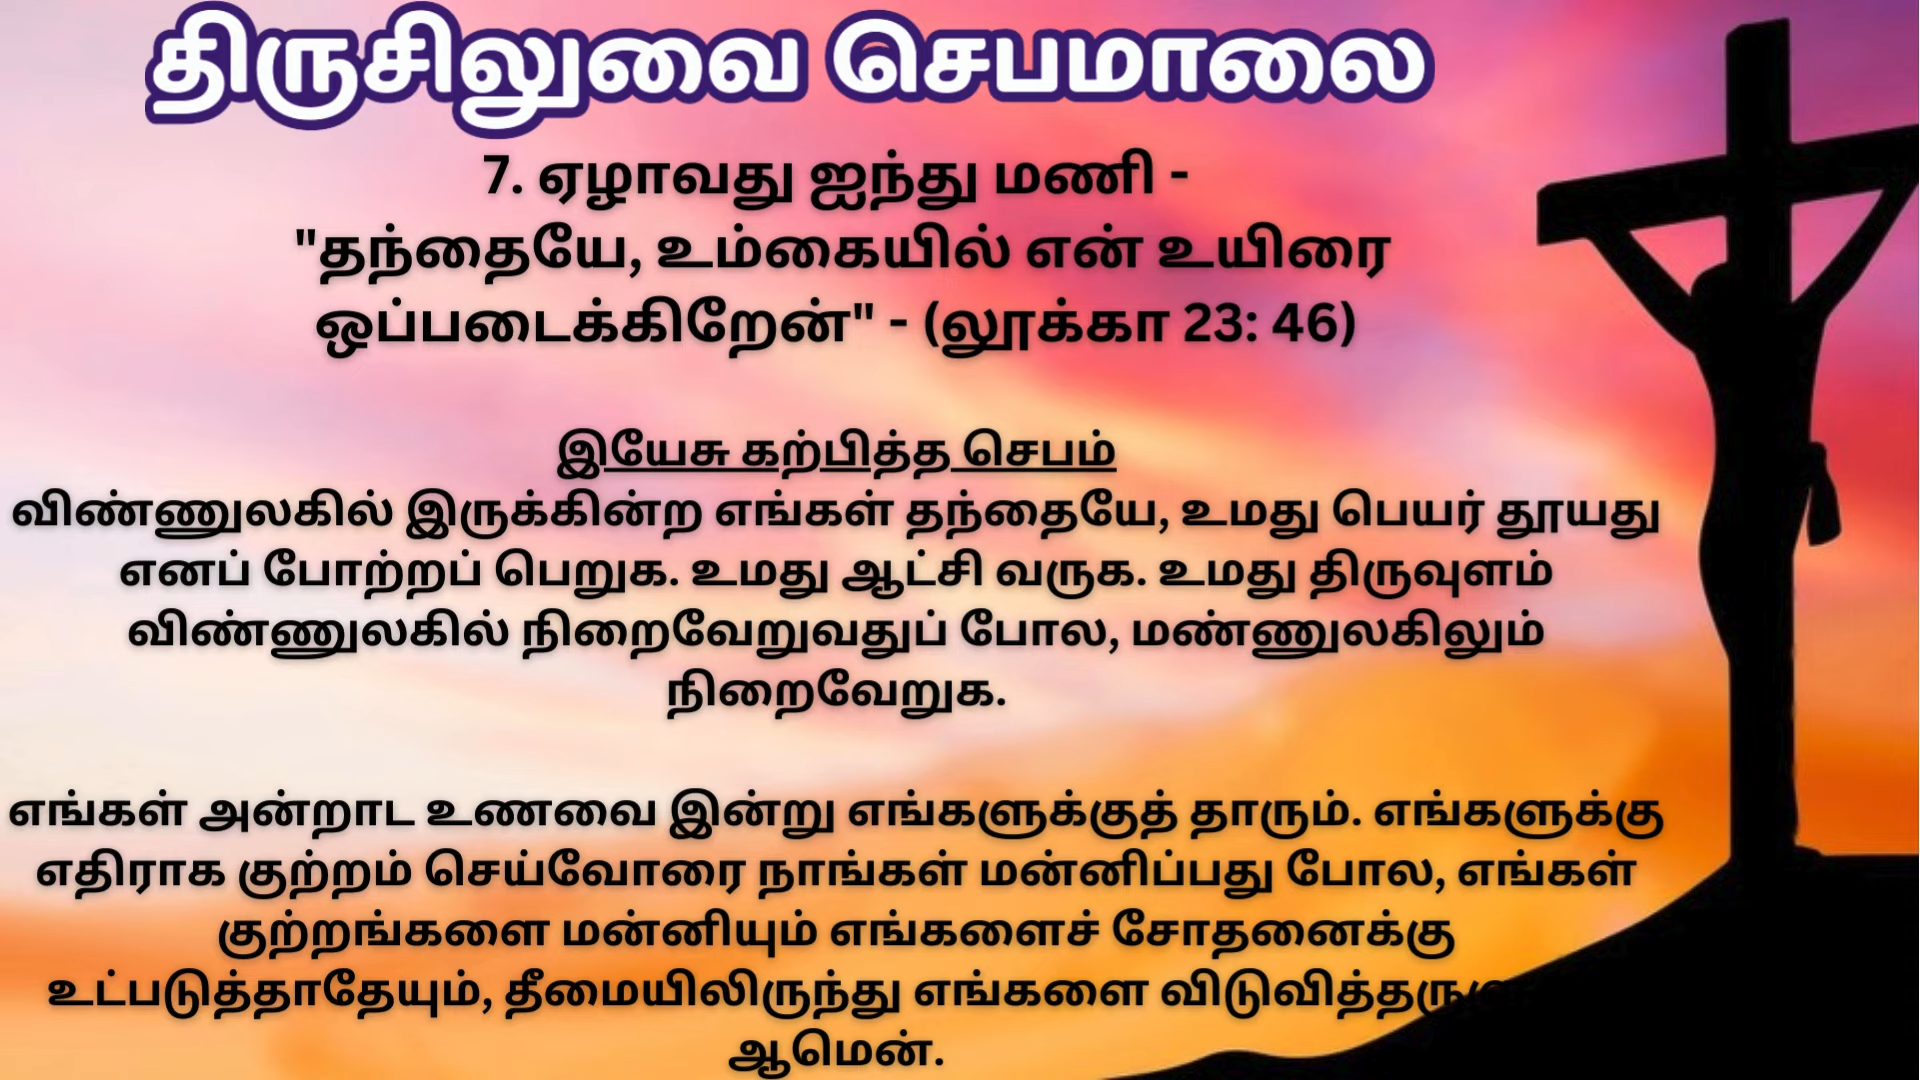 திருசிலுவை செபமாலை
7. ஏழாவது ஐந்து மணி -
"தந்தையே, உம்கையில் என் உயிரை
ஒப்படைக்கிறேன்" - (லூக்கா 23: 46)
இயேசு கற்பித்த செபம்
விண்ணுலகில் இருக்கின்ற எங்கள் தந்தையே, உமது பெயர் தூயது
எனப் போற்றப் பெறுக. உமது ஆட்சி வருக. உமது திருவுளம்
விண்ணுலகில் நிறைவேறுவதுப் போல, மண்ணுலகிலும்
நிறைவேறுக.
எங்கள் அன்றாட உணவை இன்று எங்களுக்குத் தாரும். எங்களுக்கு
எதிராக குற்றம் செய்வோரை நாங்கள் மன்னிப்பது போல, எங்கள்
குற்றங்களை மன்னியும் எங்களைச் சோதனைக்கு
உட்படுத்தாதேயும், தீமையிலிருந்து எங்களை
ஆமென்.